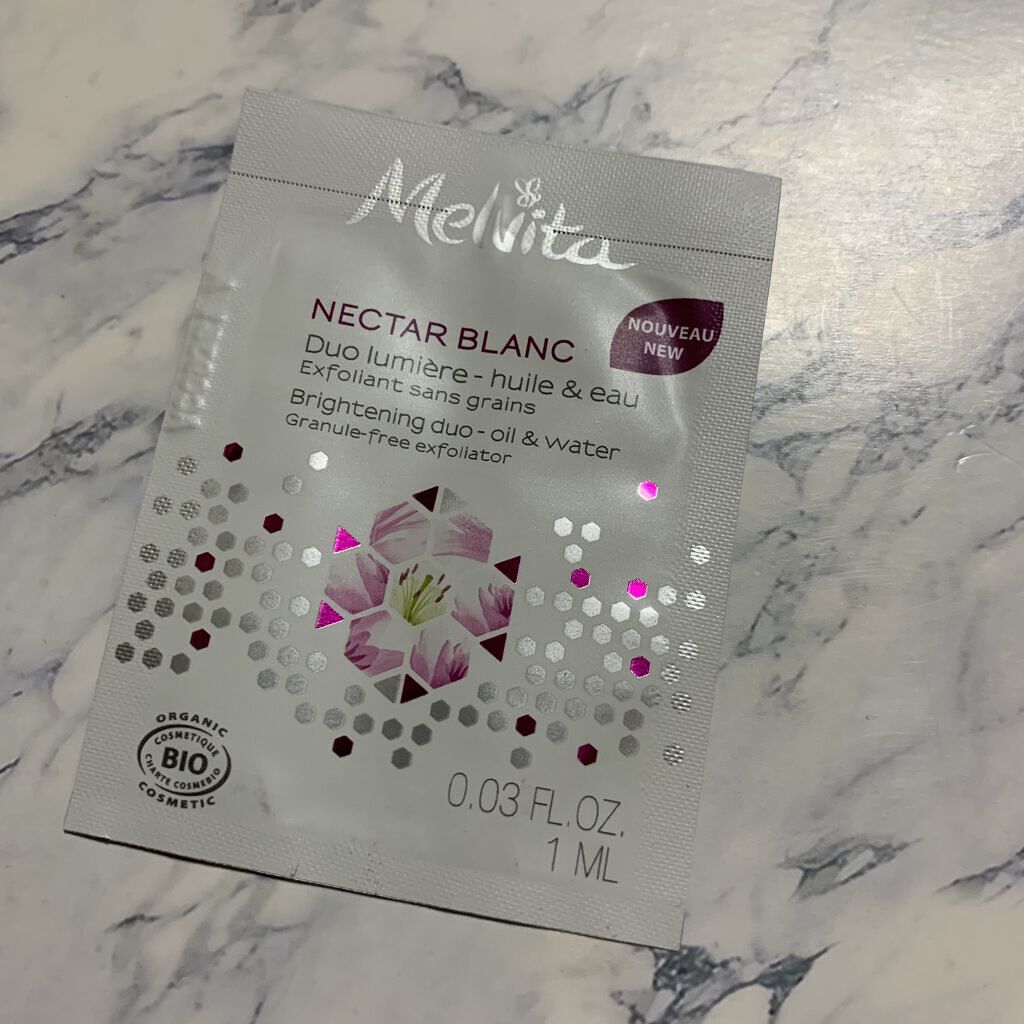 Melvita
NECTAR BLANC
NOUVEAU
NEW
Duo lumière - huile & eau
Exfoliant sans grains
Brightening duo - oil & water
Granule-free exfoliator
ORGANIC
COSMETIQUE
BIO
CHARTE COSMEBIO
COSMETIC
0.03 FL.OZ.
1 ML